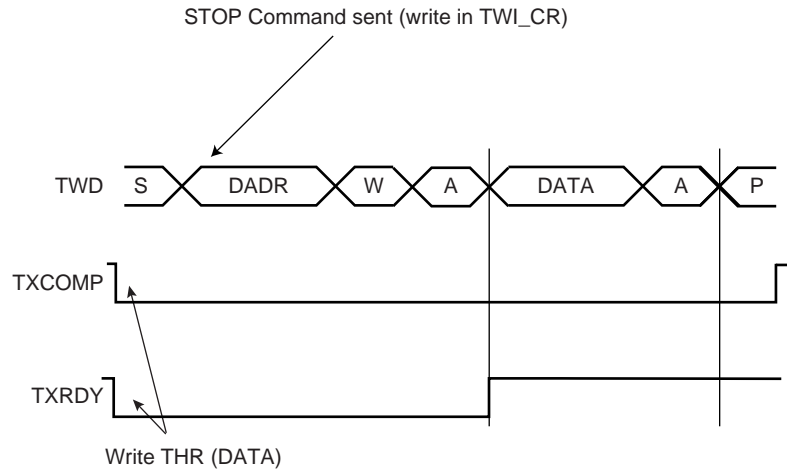 STOP Command sent (write in TWI_CR)
TWD S DADR W A DATA A P
TXCOMP
TXRDY
Write THR (DATA)